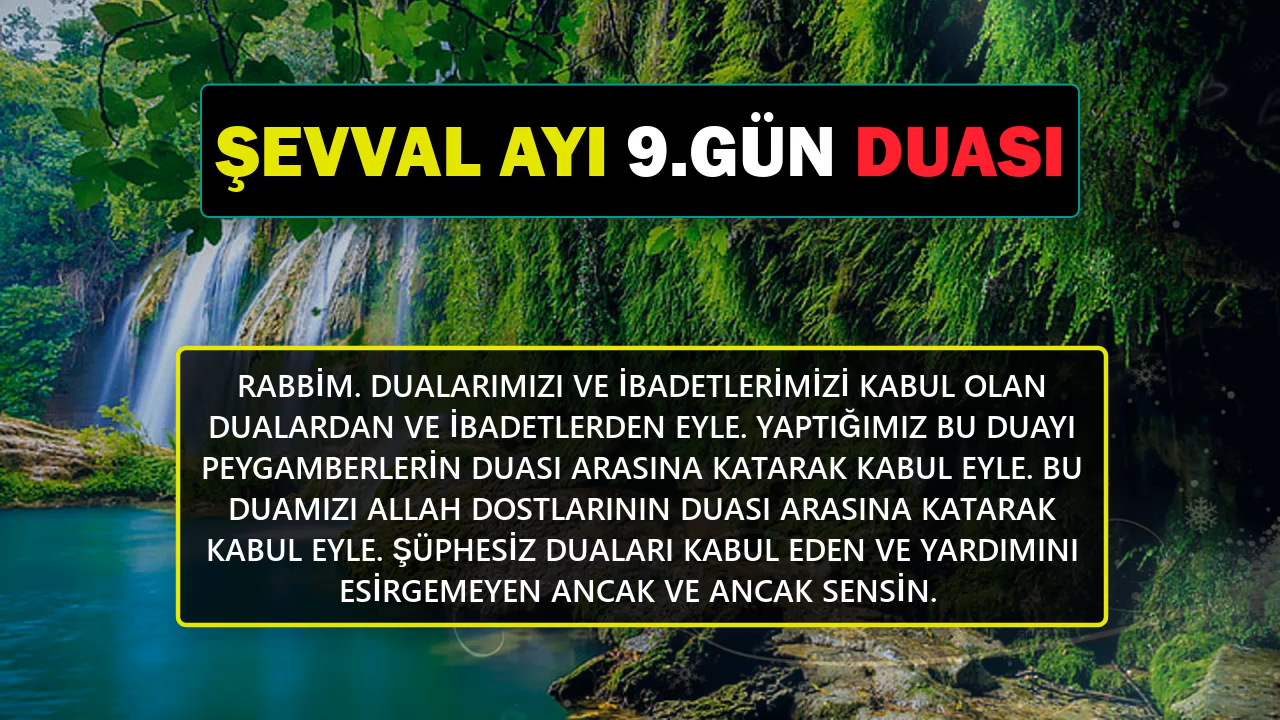 ŞEVVAL AYI 9.GÜN DUASI
RABBİM. DUALARIMIZI VE İBADETLERİMİZİ KABUL OLAN
DUALARDAN VE İBADETLERDEN EYLE. YAPTIĞIMIZ BU DUAYI
PEYGAMBERLERİN DUASI ARASINA KATARAK KABUL EYLE. BU
DUAMIZI ALLAH DOSTLARININ DUASI ARASINA KATARAK
KABUL EYLE. ŞÜPHESİZ DUALARI KABUL EDEN VE YARDIMINI
ESİRGEMEYEN ANCAK VE ANCAK SENSİN.